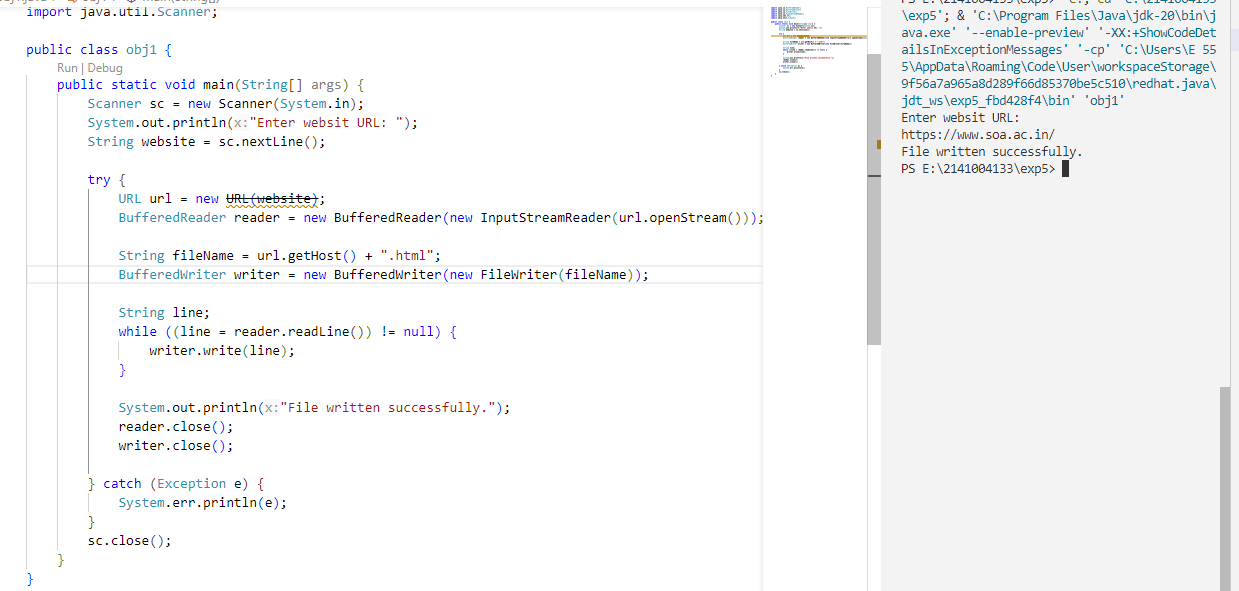 import java.util.Scanner;
public class obj1 {
Run | Debug
public static void main(String[] args) {
Scanner sc = new Scanner(System.in);
System.out.println(x:"Enter websit URL: ");
String website = sc.nextLine();
try {
URL url = new URL(website);
BufferedReader reader = new BufferedReader(new InputStreamReader(url.openStream()));
String fileName = url.getHost() + ".html";
BufferedWriter writer = new BufferedWriter(new FileWriter(fileName));
String line;
while ((line = reader.readLine()) != null) {
writer.write(line);
}
System.out.println(x:"File written successfully.");
reader.close();
writer.close();
} catch (Exception e) {
System.err.println(e);
}
sc.close();
}
}
\exp5'; & 'C:\Program Files\Java\jdk-20\bin\j
ava.exe' '--enable-preview' '-XX:+ShowCodeDet
ailsInExceptionMessages' '-cp' 'C:\Users\E 55
5\AppData\Roaming\Code\User\workspaceStorage\
9f56a7a965a8d289f66d85370be5c510\redhat.java\
jdt_ws\exp5_fbd428f4\bin' 'obj1'
Enter websit URL:
https://www.soa.ac.in/
File written successfully.
PS E:\2141004133\exp5>